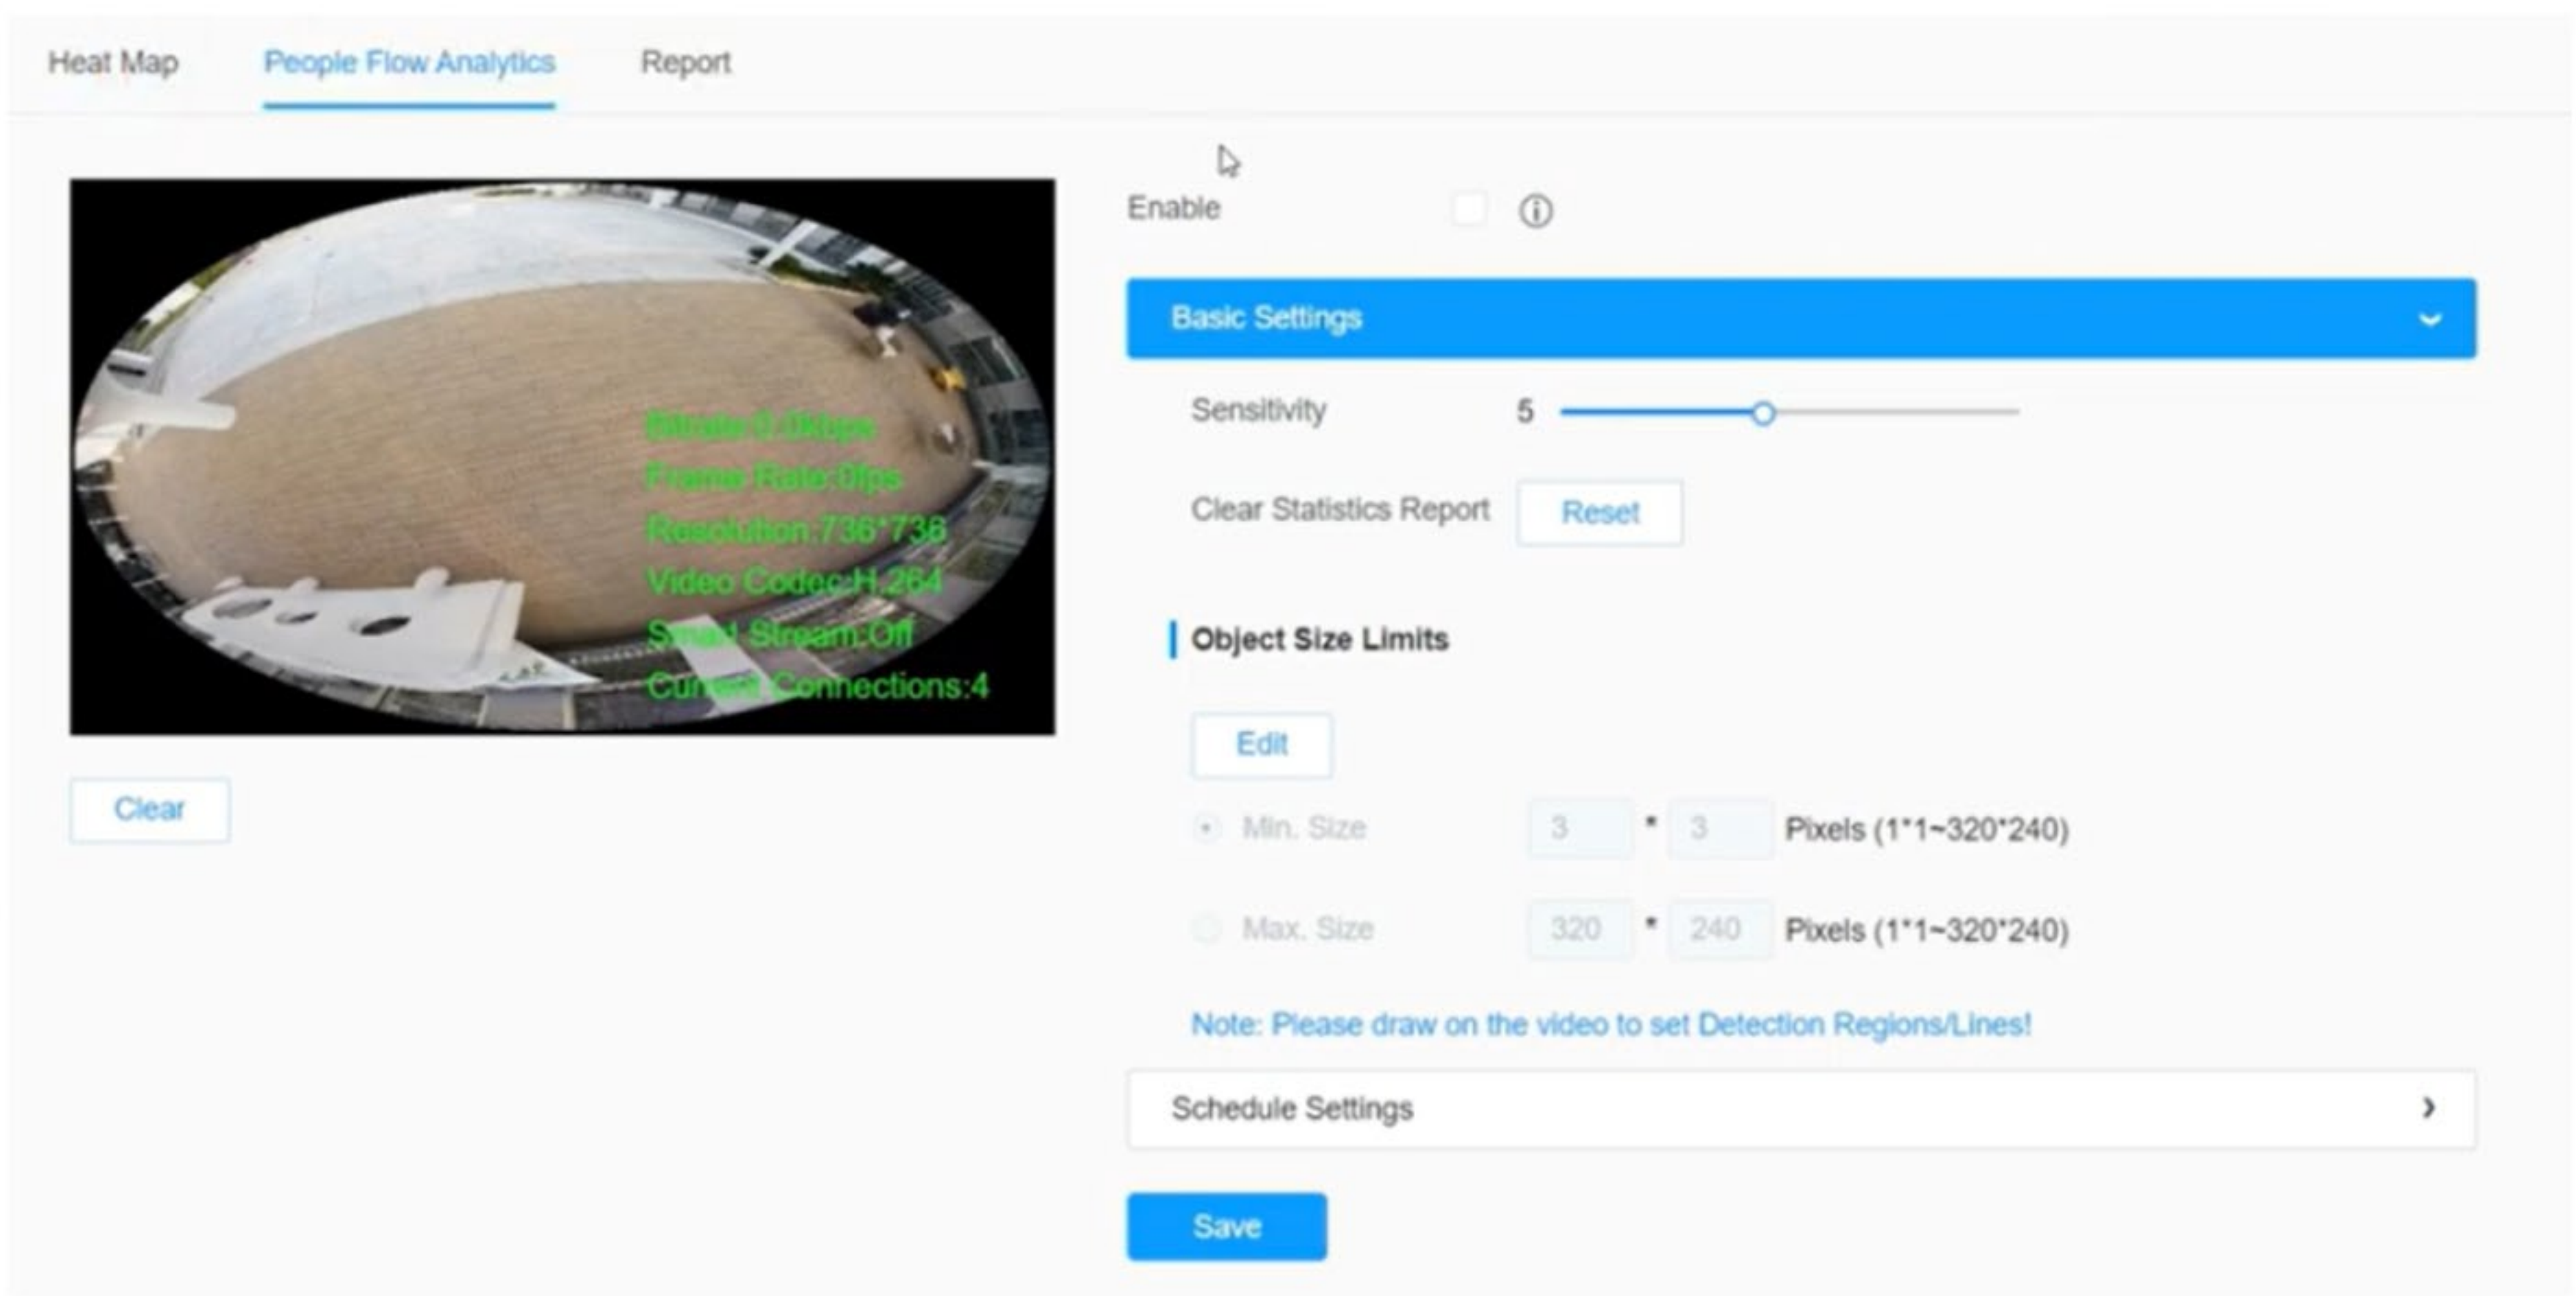 Heat Map People Flow Analytics Report
Enable
Basic Settings
Sensitivity 5
Clear Statistics Report Reset
Bitrate:0.0kbps
Frame Rate:0fps
Resolution:736*736
Video Codec:H.264
Smart Stream:Off
Current Connections:4
Clear
Object Size Limits
Edit
Min. Size 3 * 3 Pixels (1*1~320*240)
Max. Size 320 * 240 Pixels (1*1~320*240)
Note: Please draw on the video to set Detection Regions/Lines!
Schedule Settings
Save